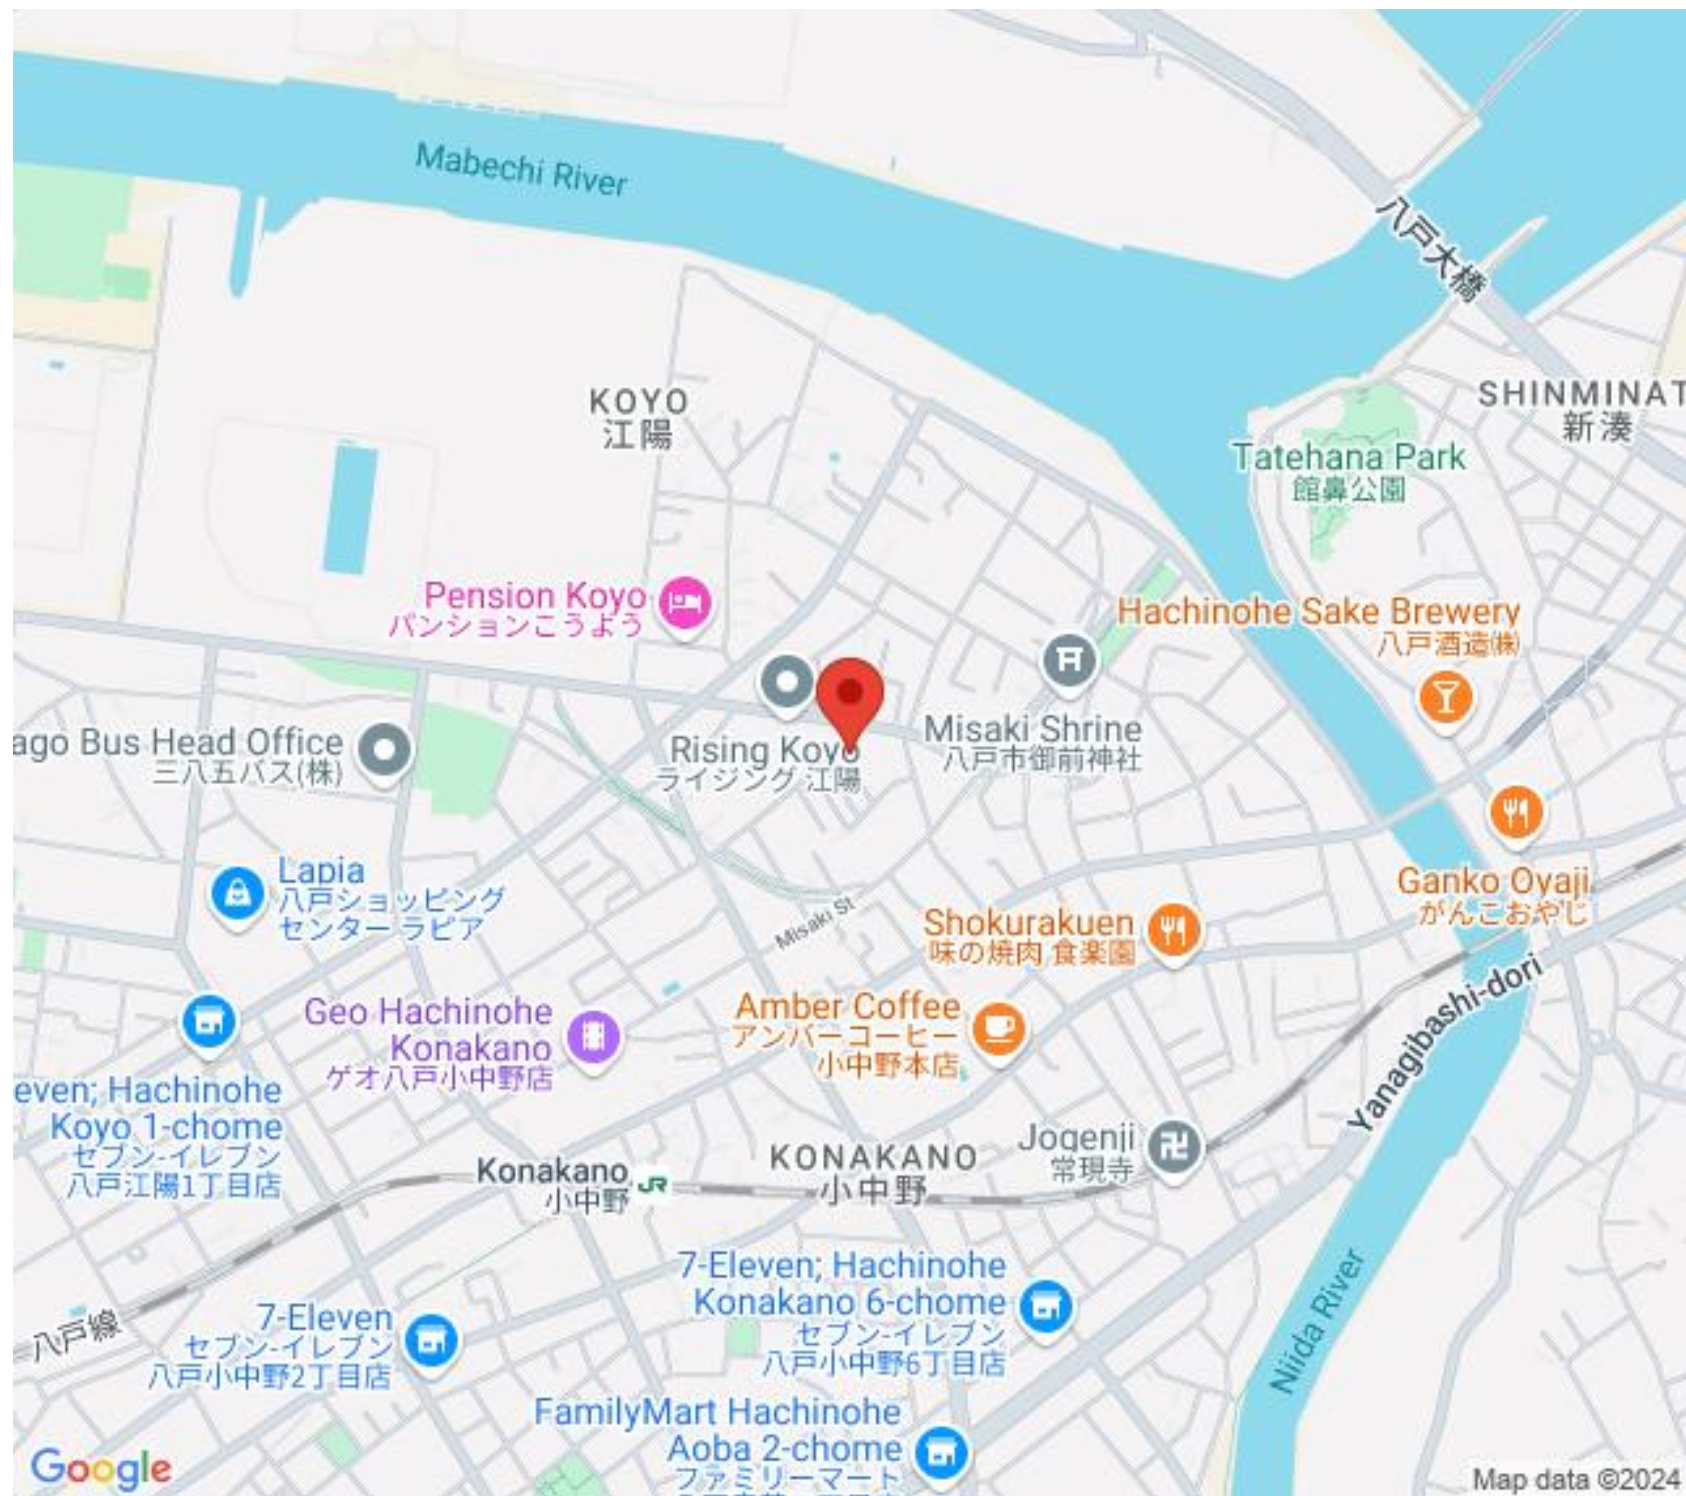 Mabechi River
八戸大橋
KOYO
江陽
SHINMINAT
新湊
Tatehana Park
館鼻公園
Pension Koyo
パンションこうよう
Hachinohe Sake Brewery
八戸酒造㈱
ago Bus Head Office
三八五バス(株)
Rising Koyo
ライジング 江陽
Misaki Shrine
八戸市御前神社
Lapia
八戸ショッピング
センター ラピア
Ganko Oyaji
がんこおやじ
Misaki St
Shokurakuen
味の焼肉 食楽園
Geo Hachinohe
Konakano
ゲオ八戸小中野店
Amber Coffee
アンバーコーヒー
小中野本店
Yanagibashi-dori
even; Hachinohe
Koyo 1-chome
セブン-イレブン
八戸江陽1丁目店
Konakano
小中野
JR
KONAKANO
小中野
Jogenji
常現寺
7-Eleven; Hachinohe
Konakano 6-chome
セブン-イレブン
八戸小中野6丁目店
Niida River
八戸線
7-Eleven
セブン-イレブン
八戸小中野2丁目店
FamilyMart Hachinohe
Aoba 2-chome
ファミリーマート
Google
Map data ©2024